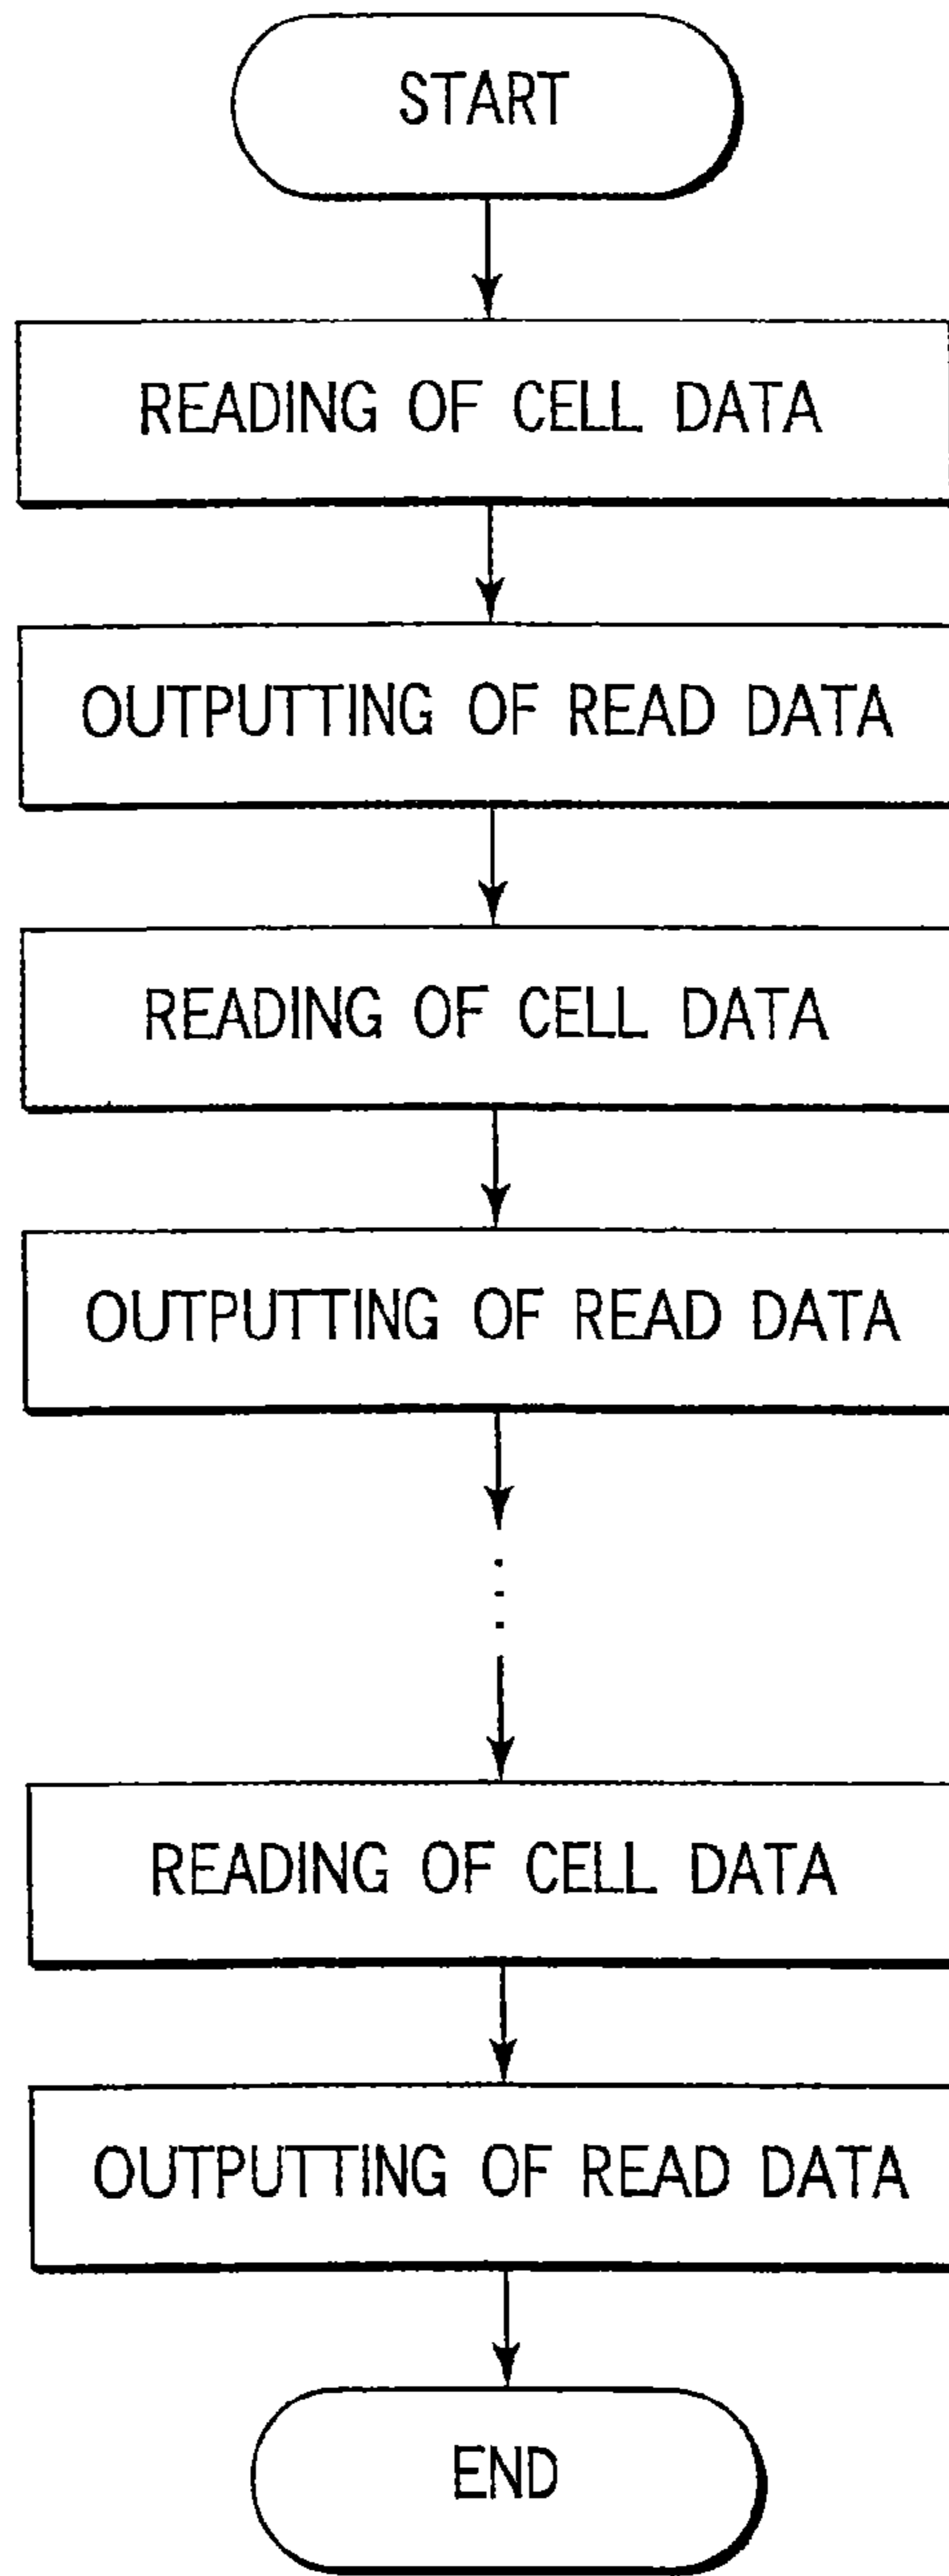 START
READING OF CELL DATA
OUTPUTTING OF READ DATA
READING OF CELL DATA
OUTPUTTING OF READ DATA
READING OF CELL DATA
OUTPUTTING OF READ DATA
END